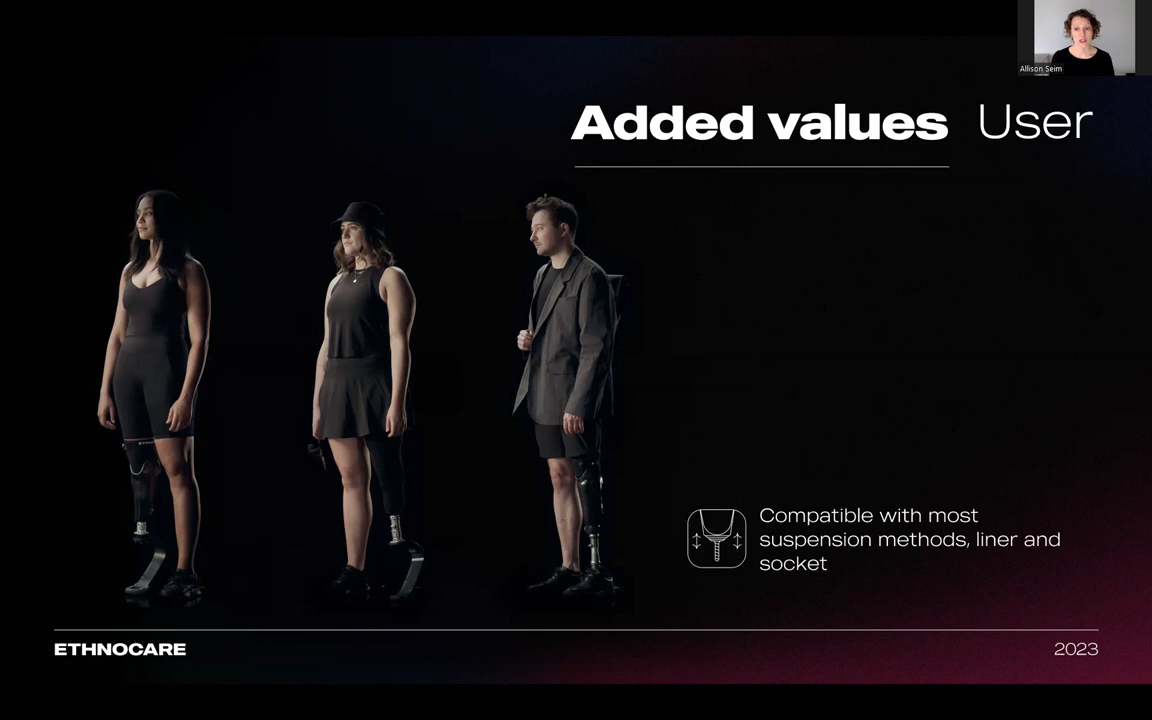 Allison Seim
Added values User
Compatible with most
suspension methods, liner and
socket
ETHNOCARE
2023